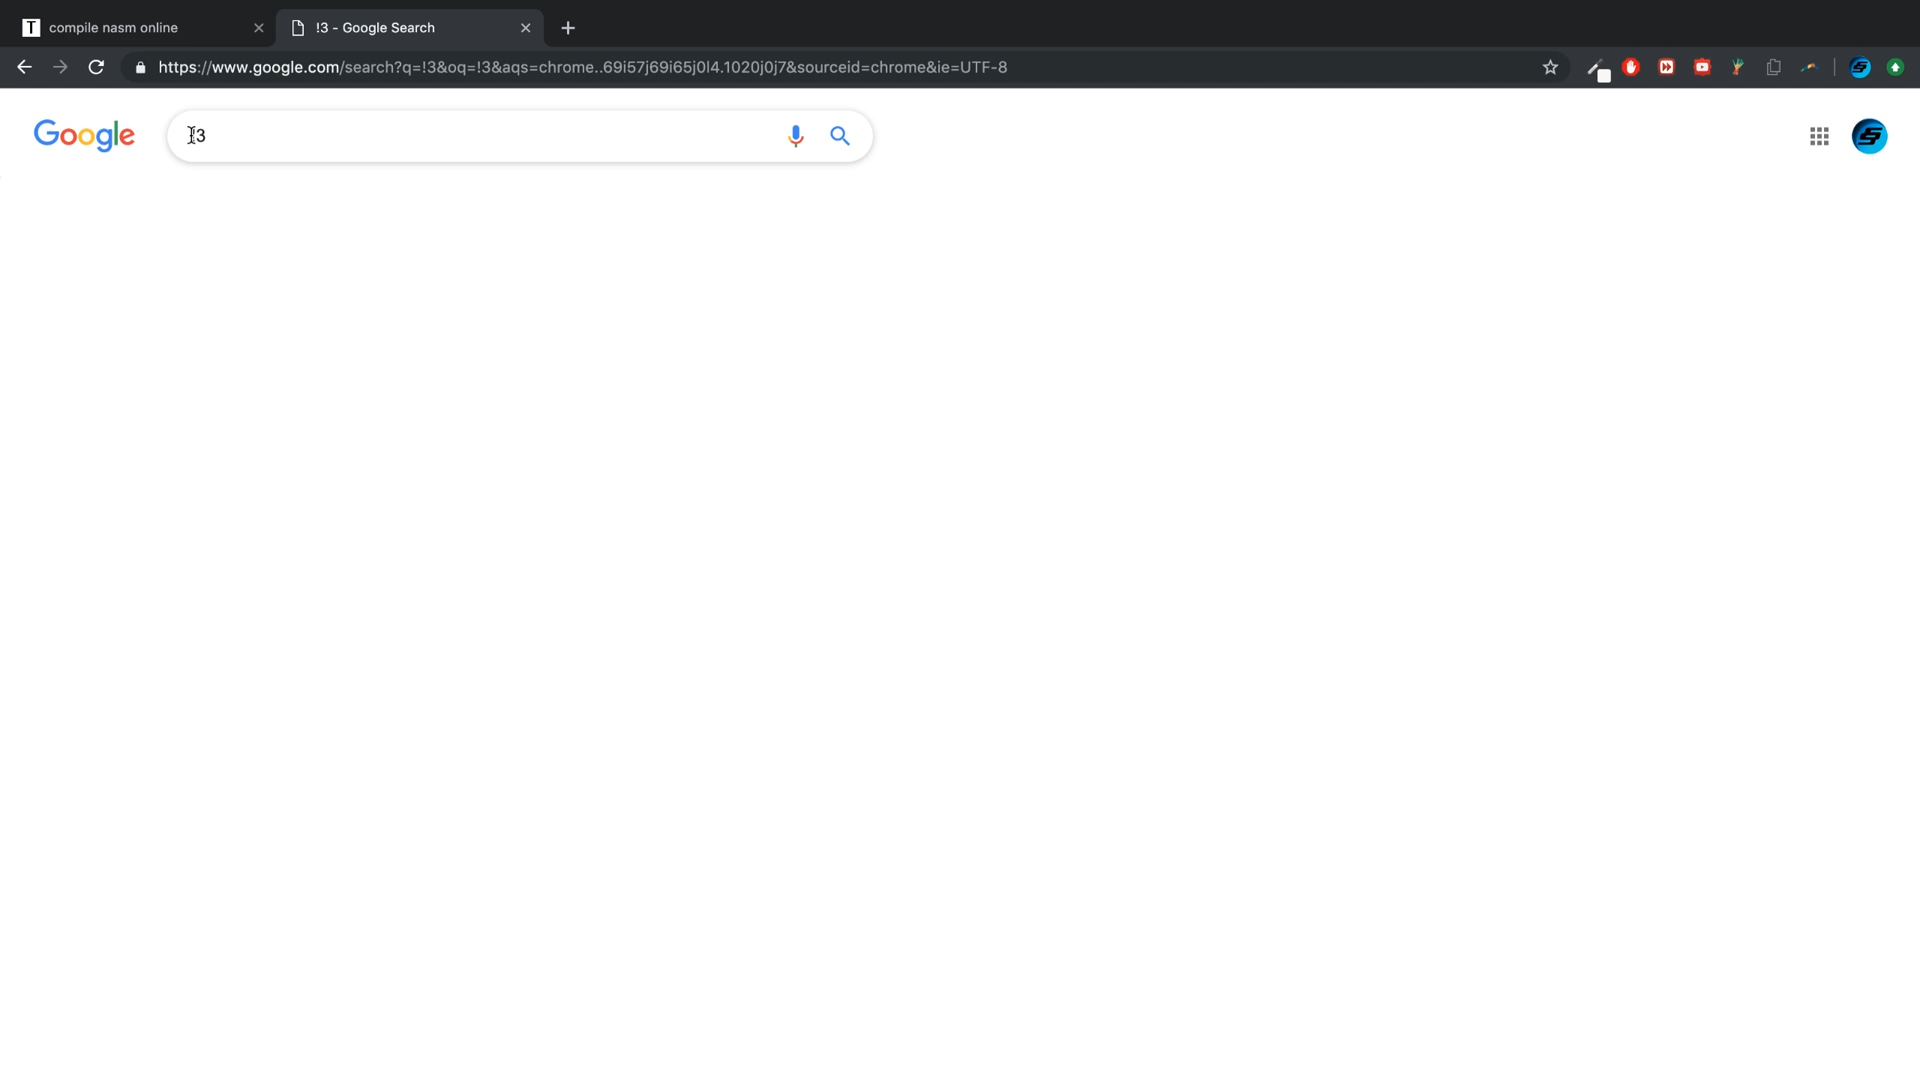 T compile nasm online
!3 - Google Search
https://www.google.com/search?q=!3&oq=!3&aqs=chrome..69i57j69i65j0l4.1020j0j7&sourceid=chrome&ie=UTF-8
Google
!3